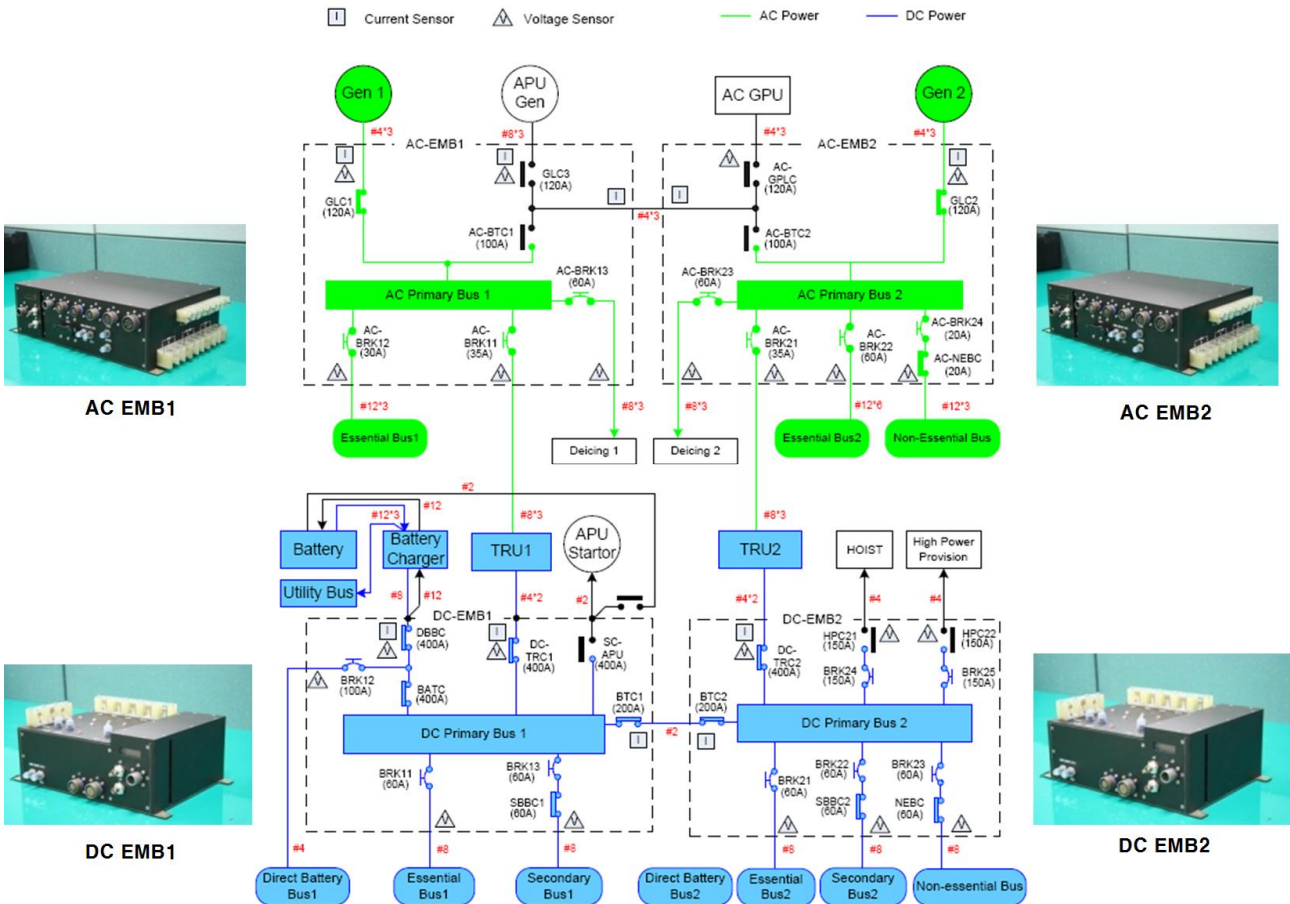 I Current Sensor V Voltage Sensor AC Power DC Power
Gen 1
APU
Gen
AC GPU
Gen 2
#4*3
#8*3
#4*3
#4*3
AC-EMB1
AC-EMB2
I
V
I
V
V
I
V
GLC1
(120A)
GLC3
(120A)
AC-
GPLC
(120A)
GLC2
(120A)
I
I
#4*3
AC-BTC1
(100A)
AC-BTC2
(100A)
AC-BRK13
(60A)
AC-BRK23
(60A)
AC Primary Bus 1
AC Primary Bus 2
AC-
BRK12
(30A)
AC-
BRK11
(35A)
AC-
BRK21
(35A)
AC-
BRK22
(60A)
AC-BRK24
(20A)
AC-NEBC
(20A)
V
V
V
V
V
V
AC EMB1
AC EMB2
#12*3
#8*3
#8*3
#12*6
#12*3
Essential Bus1
Deicing 1
Deicing 2
Essential Bus2
Non-Essential Bus
#2
#12
#12*3
#8*3
#8*3
Battery
Battery
Charger
TRU1
APU
Startor
TRU2
HOIST
High Power
Provision
Utility Bus
#8
#12
#4*2
#2
#4*2
#4
#4
DC-EMB1
DC-EMB2
I
V
DBBC
(400A)
I
V
DC-
TRC1
(400A)
SC-
APU
(400A)
I
V
DC-
TRC2
(400A)
HPC21
(150A)
V
V
HPC22
(150A)
BRK24
(150A)
BRK25
(150A)
V
BRK12
(100A)
BATC
(400A)
BTC1
(200A)
BTC2
(200A)
DC Primary Bus 1
DC Primary Bus 2
I
#2
I
BRK11
(60A)
BRK13
(60A)
SBBC1
(60A)
BRK21
(60A)
BRK22
(60A)
SBBC2
(60A)
BRK23
(60A)
NEBC
(60A)
V
V
V
V
V
DC EMB1
DC EMB2
#4
#8
#8
#8
#8
#8
Direct Battery
Bus1
Essential
Bus1
Secondary
Bus1
Direct Battery
Bus2
Essential
Bus2
Secondary
Bus2
Non-essential Bus